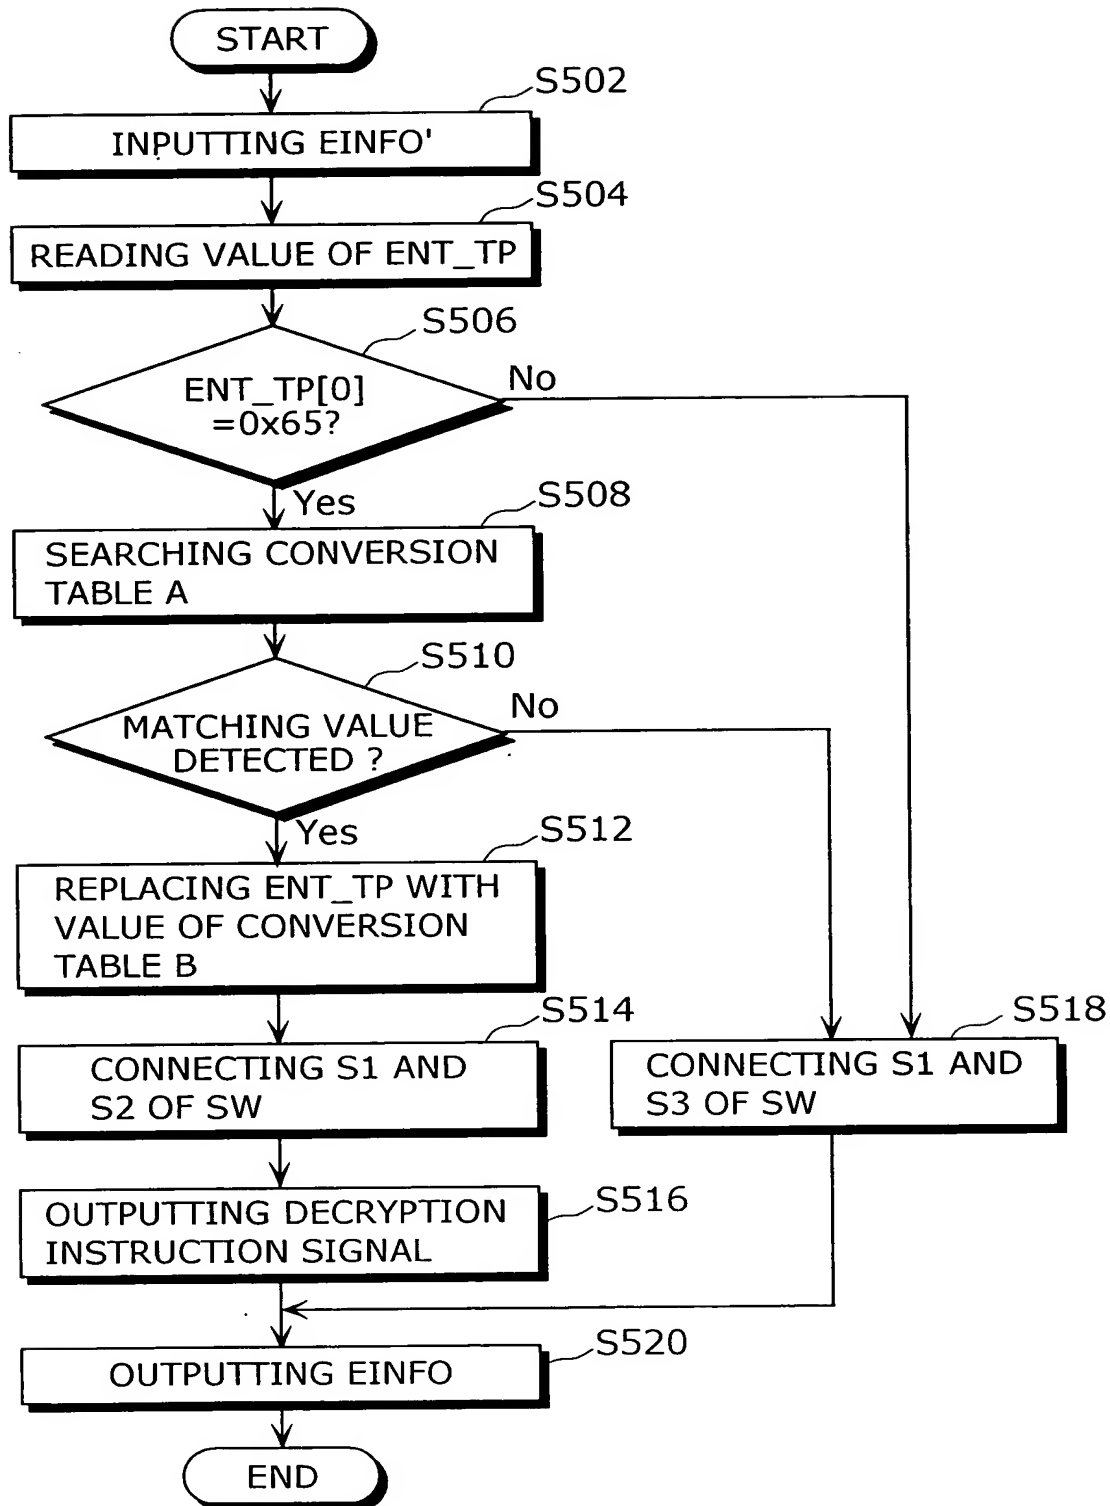 START
S502
INPUTTING EINFO'
S504
READING VALUE OF ENT_TP
S506
ENT_TP[0]
=0x65?
No
Yes
S508
SEARCHING CONVERSION
TABLE A
S510
MATCHING VALUE
DETECTED ?
No
Yes
S512
REPLACING ENT_TP WITH
VALUE OF CONVERSION
TABLE B
S514
CONNECTING S1 AND
S2 OF SW
S518
CONNECTING S1 AND
S3 OF SW
S516
OUTPUTTING DECRYPTION
INSTRUCTION SIGNAL
S520
OUTPUTTING EINFO
END